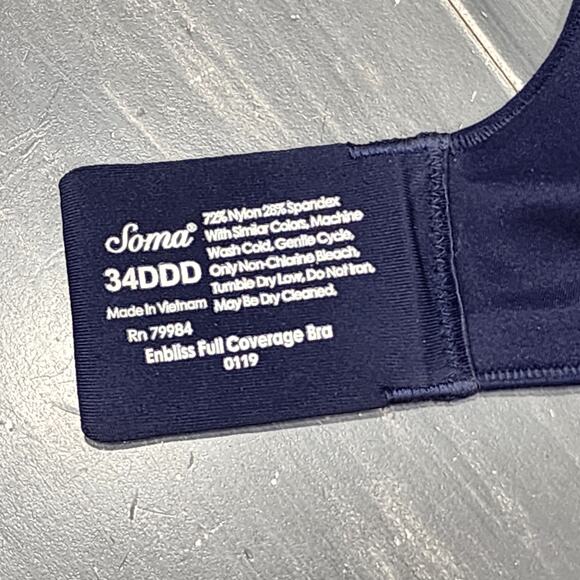 Soma®
34DDD
Made in Vietnam
Rn 79984
72% Nylon 28% Spandex
With Similar Colors, Machine
Wash Cold, Gentle Cycle,
Only Non-Chlorine Bleach,
Tumble Dry Low, Do Not Iron,
May Be Dry Cleaned.
Enbliss Full Coverage Bra
0119